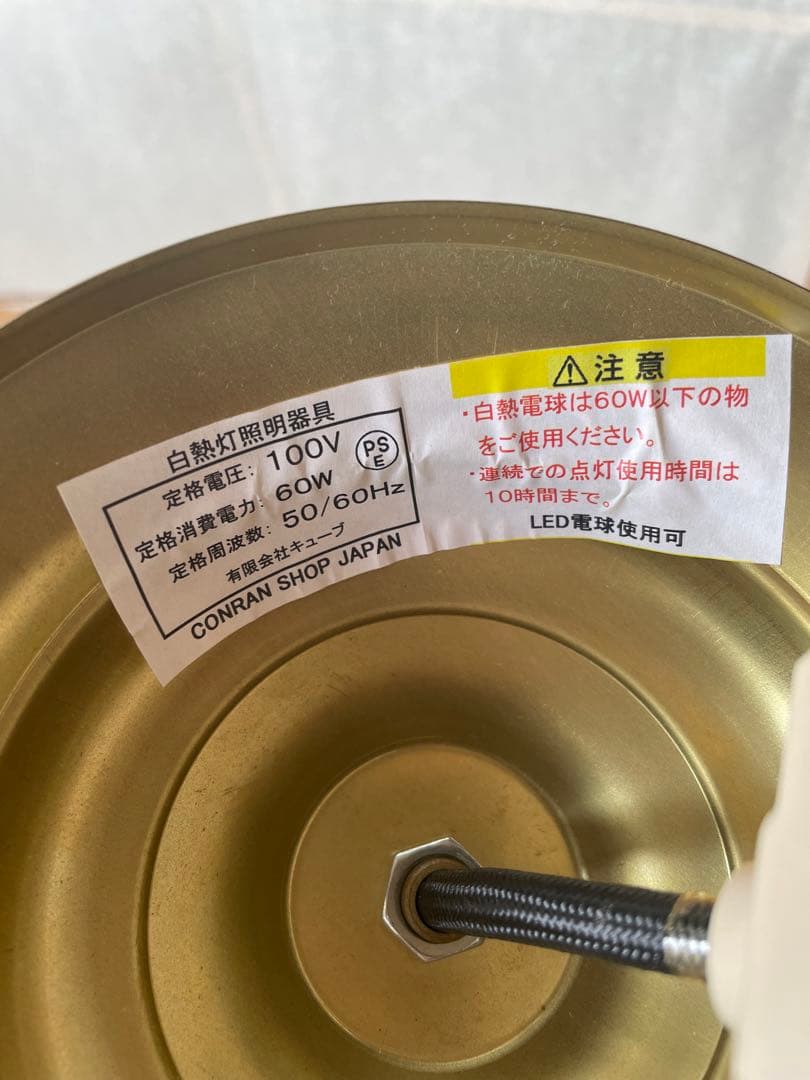 白熱灯照明器具
定格電圧: 100V
PS
E
定格消費電力: 60W
定格周波数: 50/60Hz
有限会社キューブ
CONRAN SHOP JAPAN
⚠注意
・白熱電球は60W以下の物
をご使用ください。
・連続での点灯使用時間は
10時間まで。
LED電球使用可